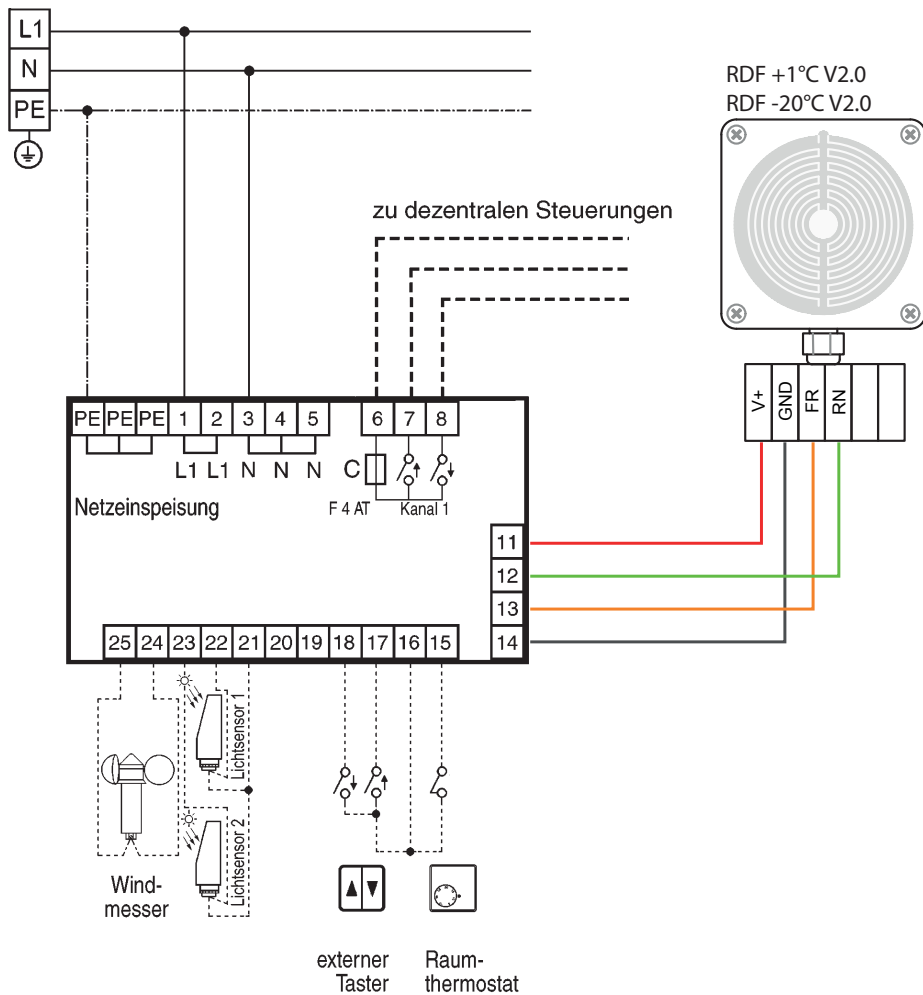 L1
N
PE
RDF +1°C V2.0
RDF -20°C V2.0
zu dezentralen Steuerungen
V+ GND FR RN
PE PE PE 1 2 3 4 5 6 7 8
L1 L1 N N N C
Netzeinspeisung
F 4 AT Kanal 1
11
12
13
14
25 24 23 22 21 20 19 18 17 16 15
Lichtsensor 1
Lichtsensor 2
Wind-
messer
externer
Taster
Raum-
thermostat